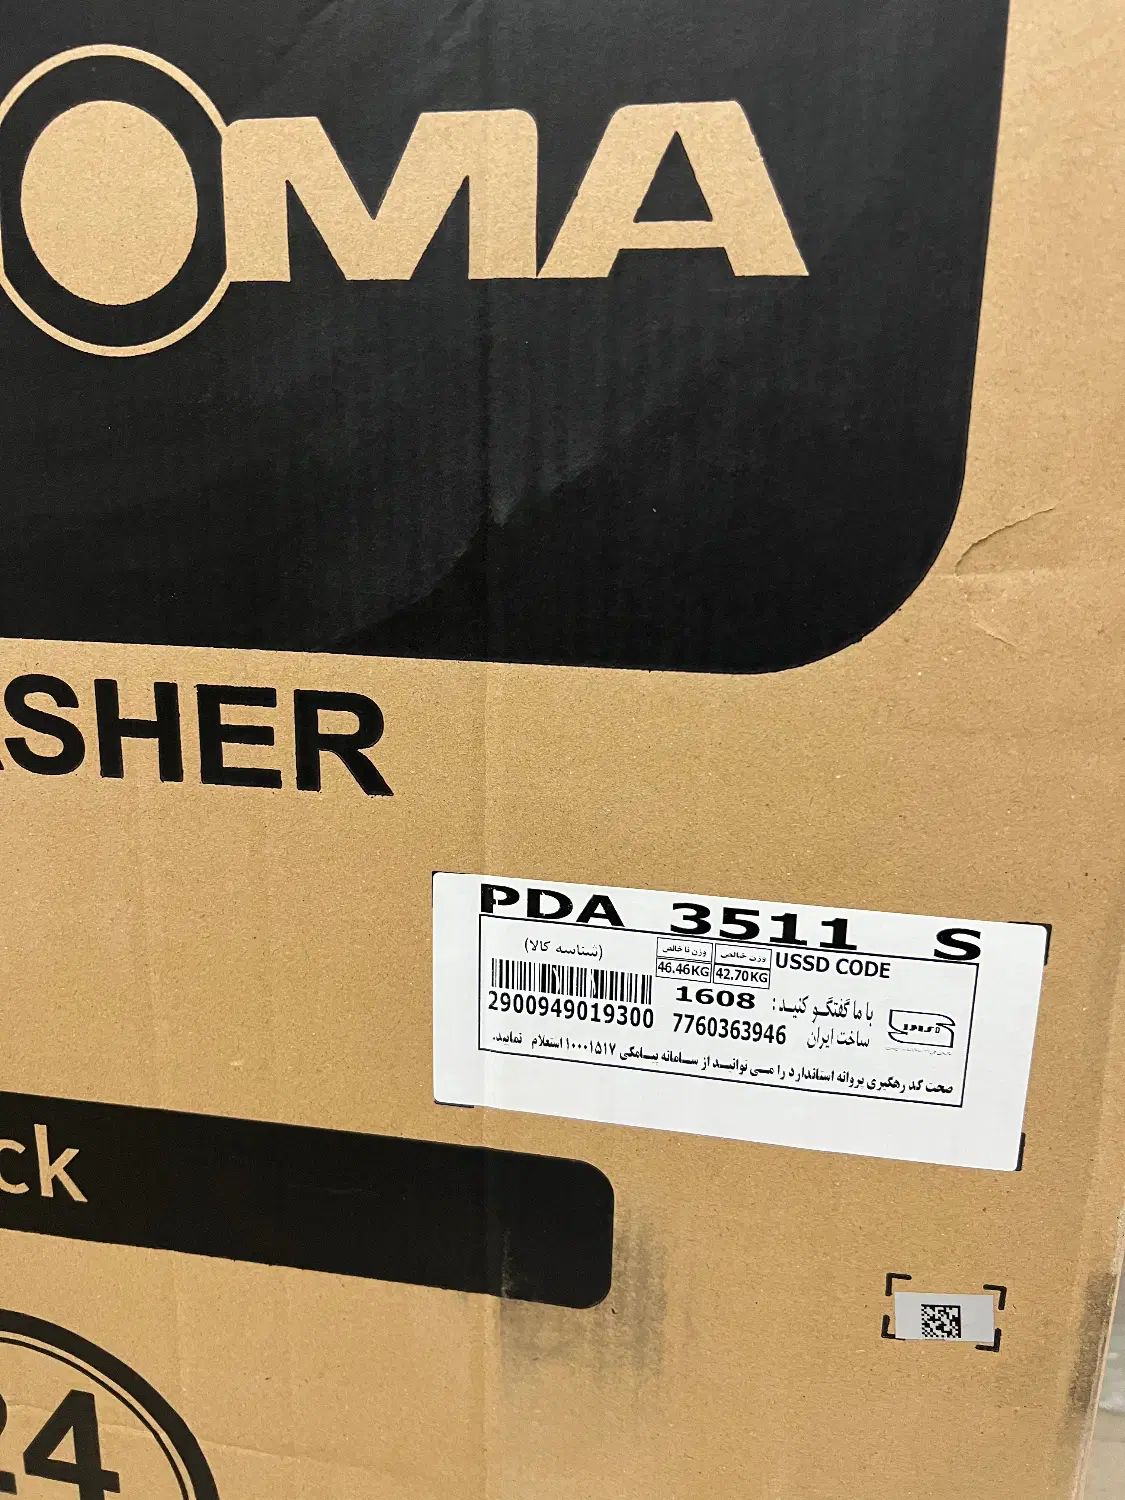 OMA
ASHER
PDA 3511 S
(شناسه کالا)
وزن ناخالص
وزن خالص
46.46KG
42.70KG
USSD CODE
2900949019300
1608
با ما گفتگو کنید:
7760363946
ساخت ایران
صحت کد رهگیری پروانه استاندارد را می توانید از سامانه پیامکی ۱۰۰۰۱۵۱۷ استعلام نمایید.
ck
24